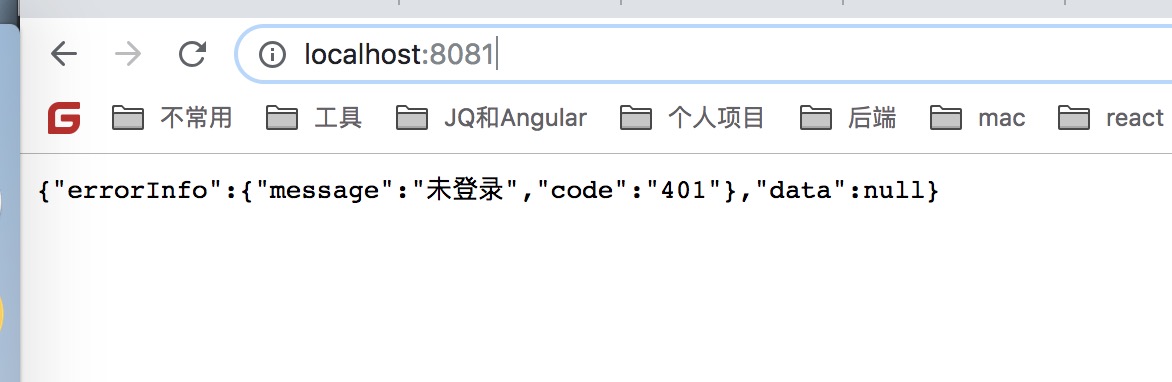 localhost:8081
不常用 工具 JQ和Angular 个人项目 后端 mac react
{"errorInfo":{"message":"未登录","code":"401"},"data":null}